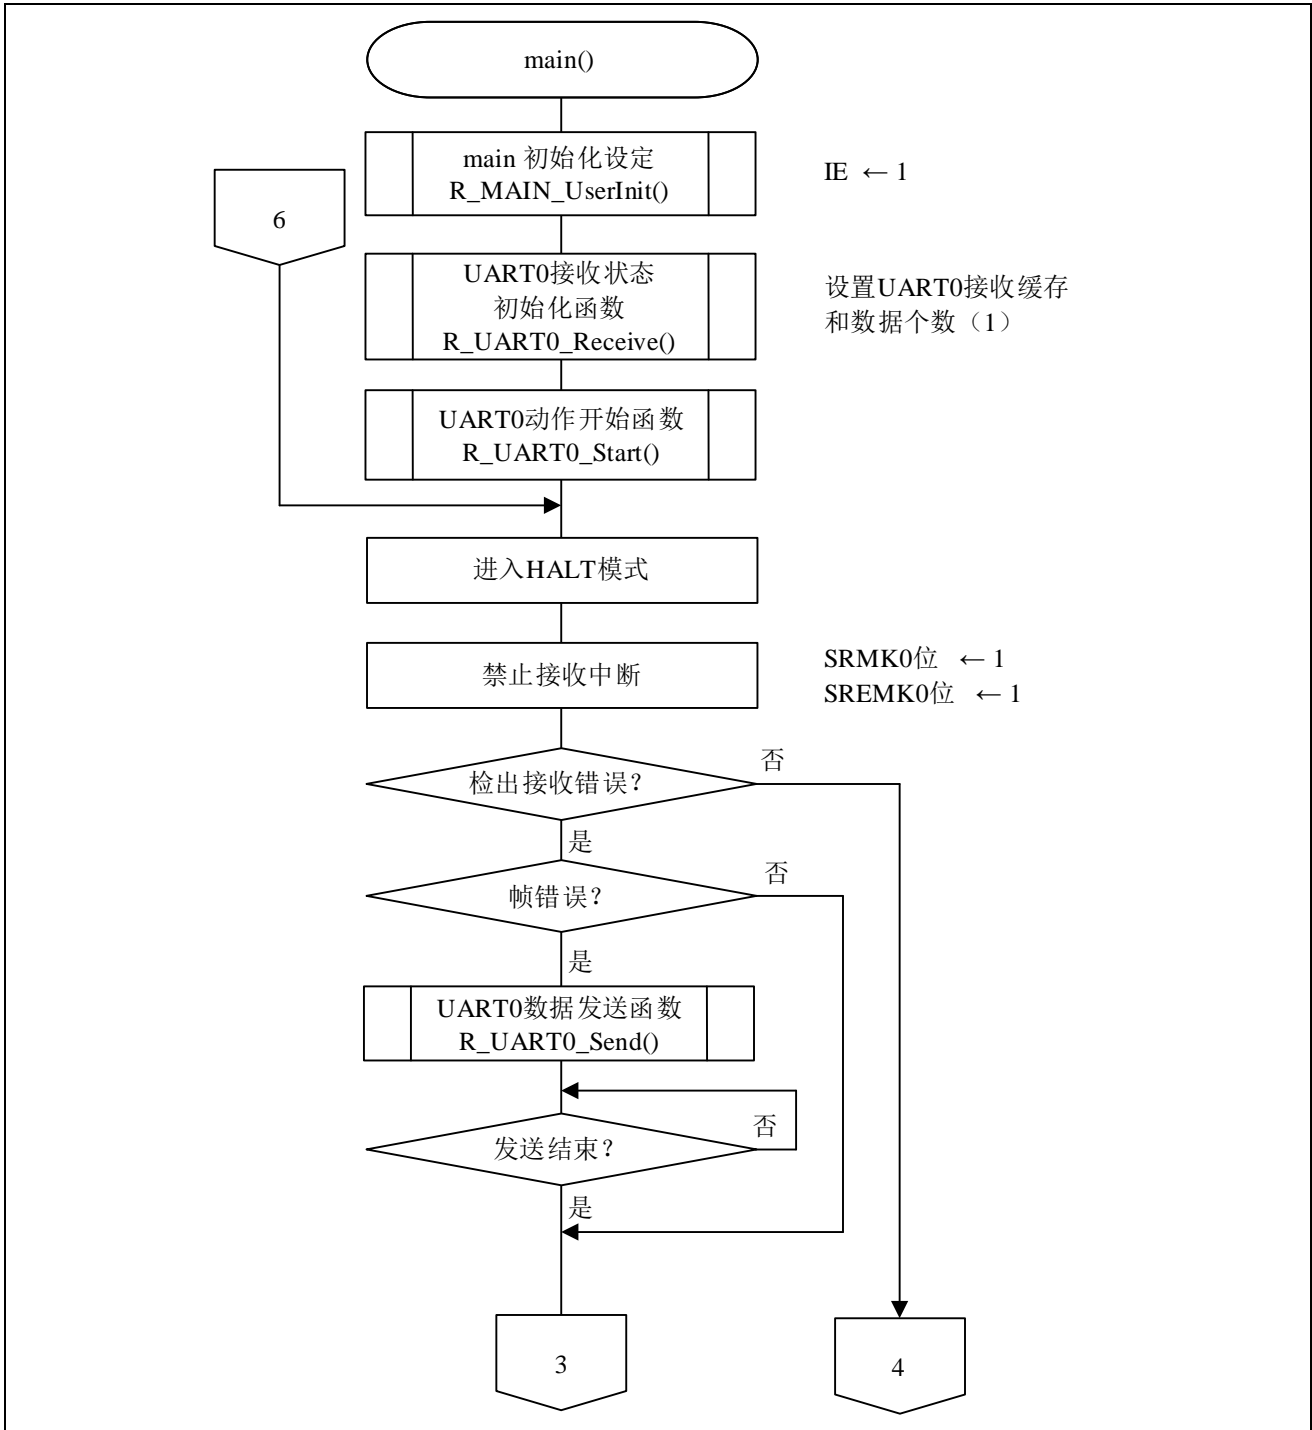 main()
main 初始化设定
R_MAIN_UserInit()
IE ← 1
6
UART0接收状态
初始化函数
R_UART0_Receive()
设置UART0接收缓存
和数据个数（1）
UART0动作开始函数
R_UART0_Start()
进入HALT模式
禁止接收中断
SRMK0位 ← 1
SREMK0位 ← 1
否
检出接收错误？
是
否
帧错误？
是
UART0数据发送函数
R_UART0_Send()
否
发送结束？
是
3
4